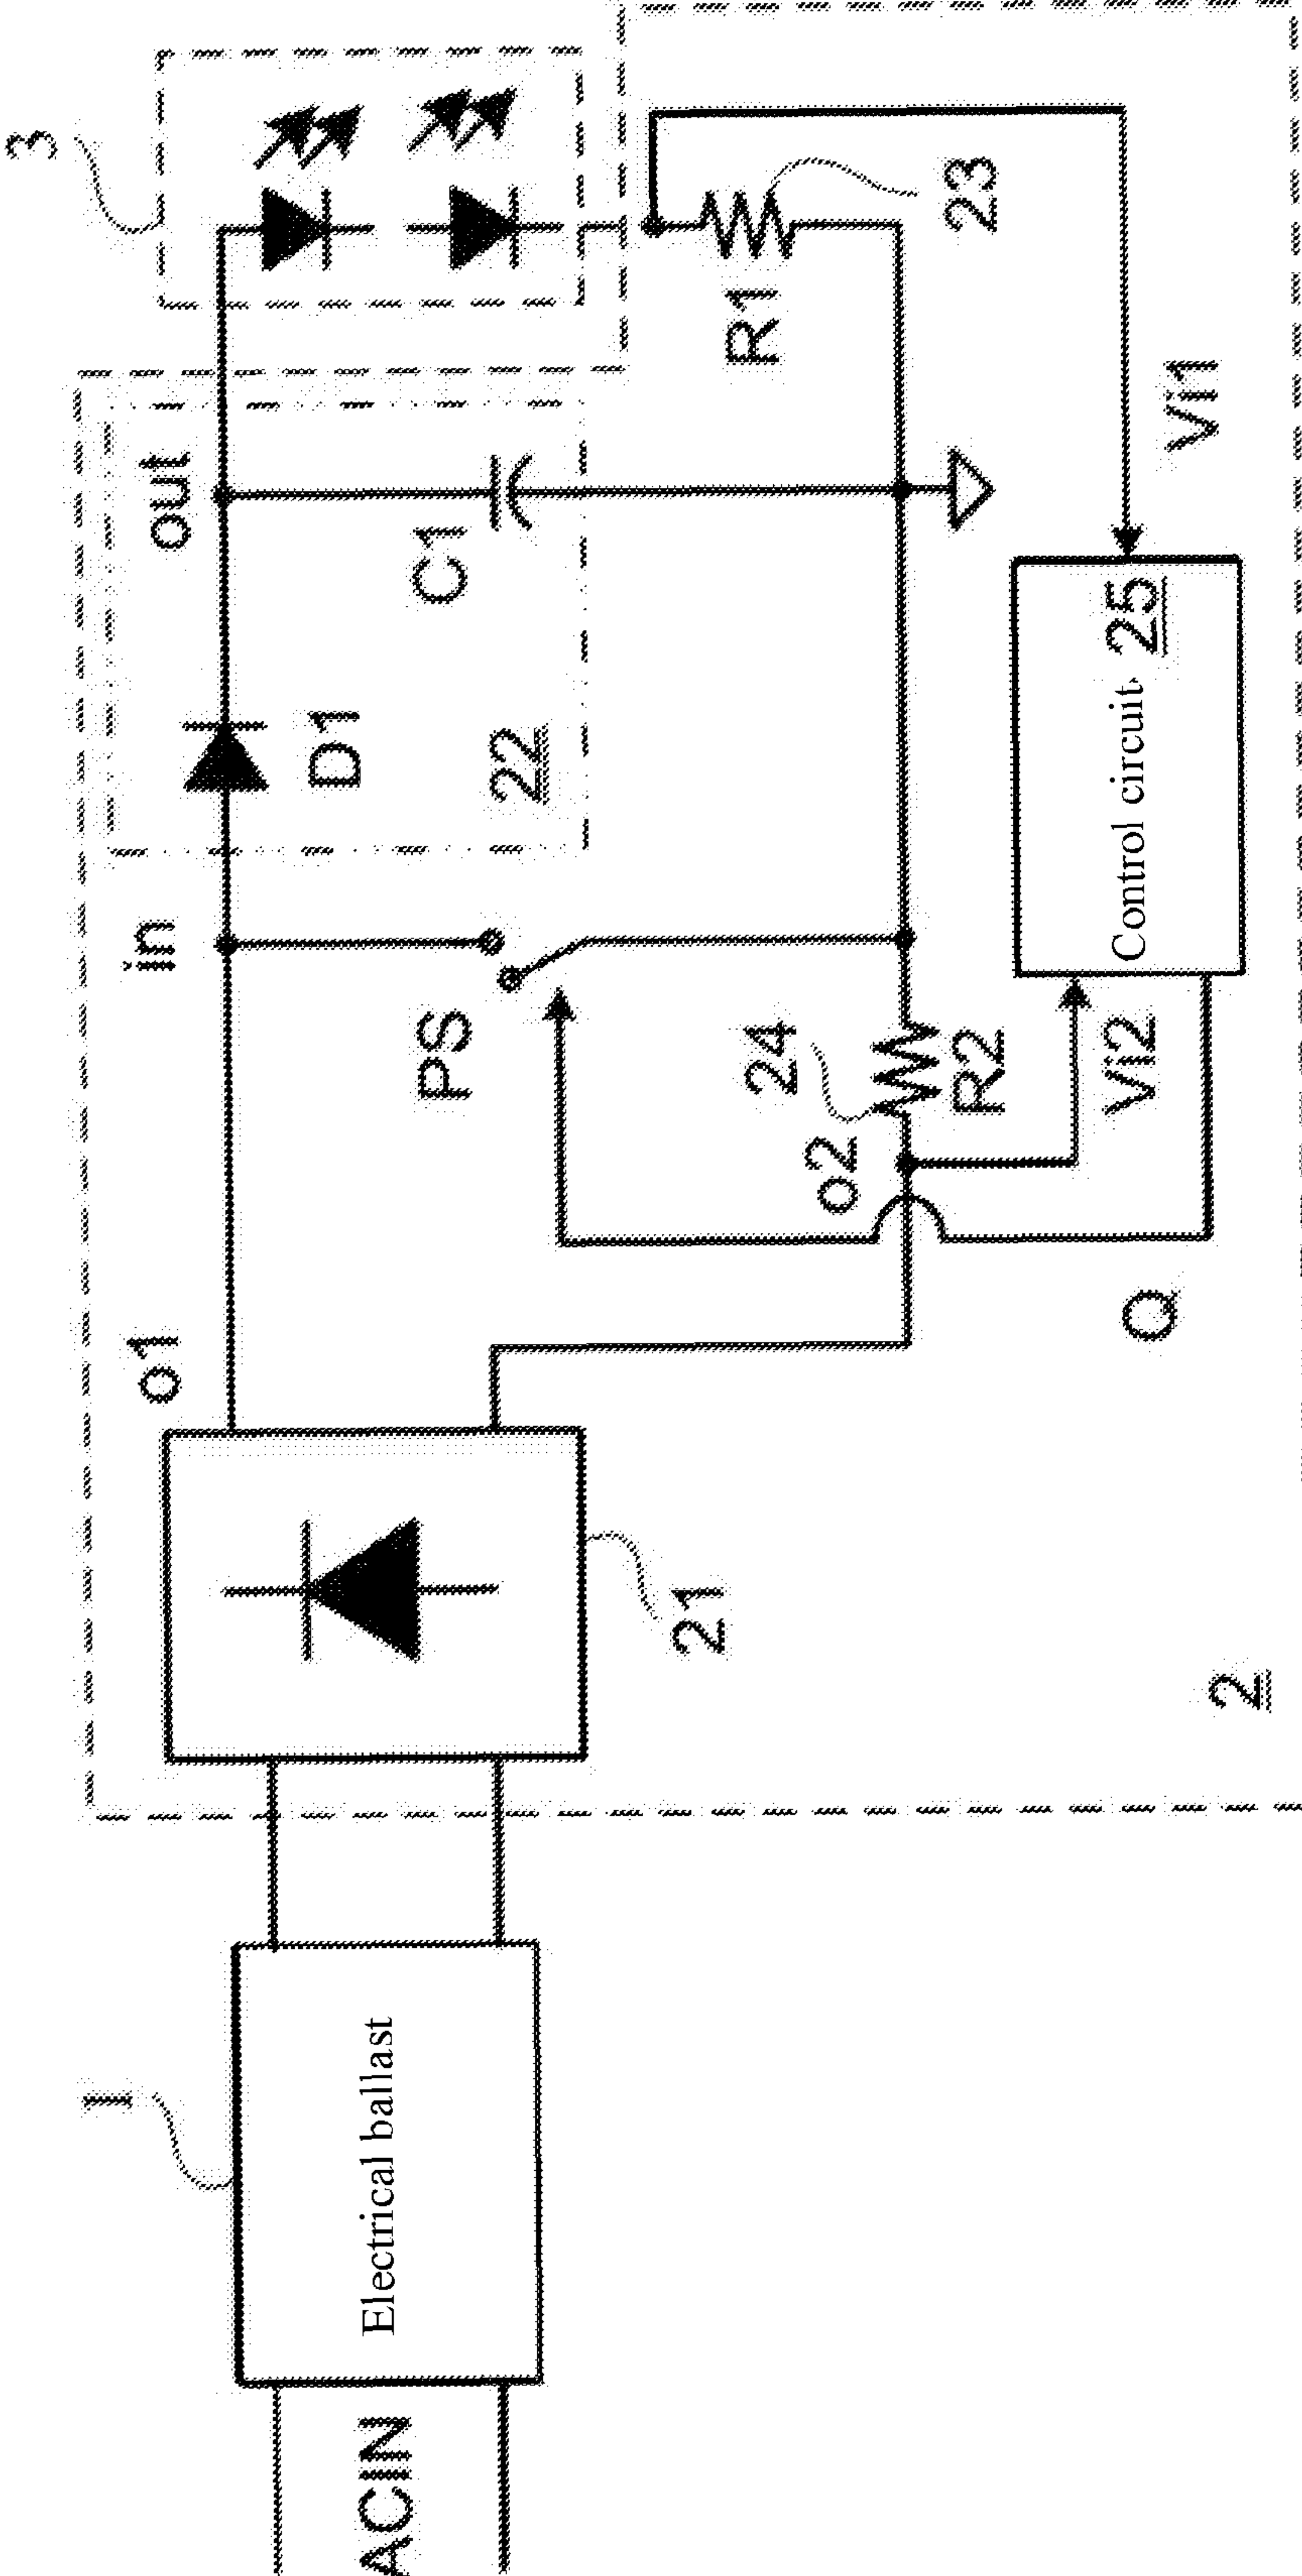 ACIN
1
Electrical ballast
2
21
o1
Q
o2
24
R2
Vi2
PS
in
D1
22
C1
out
Control circuit 25
Vi1
R1
23
3